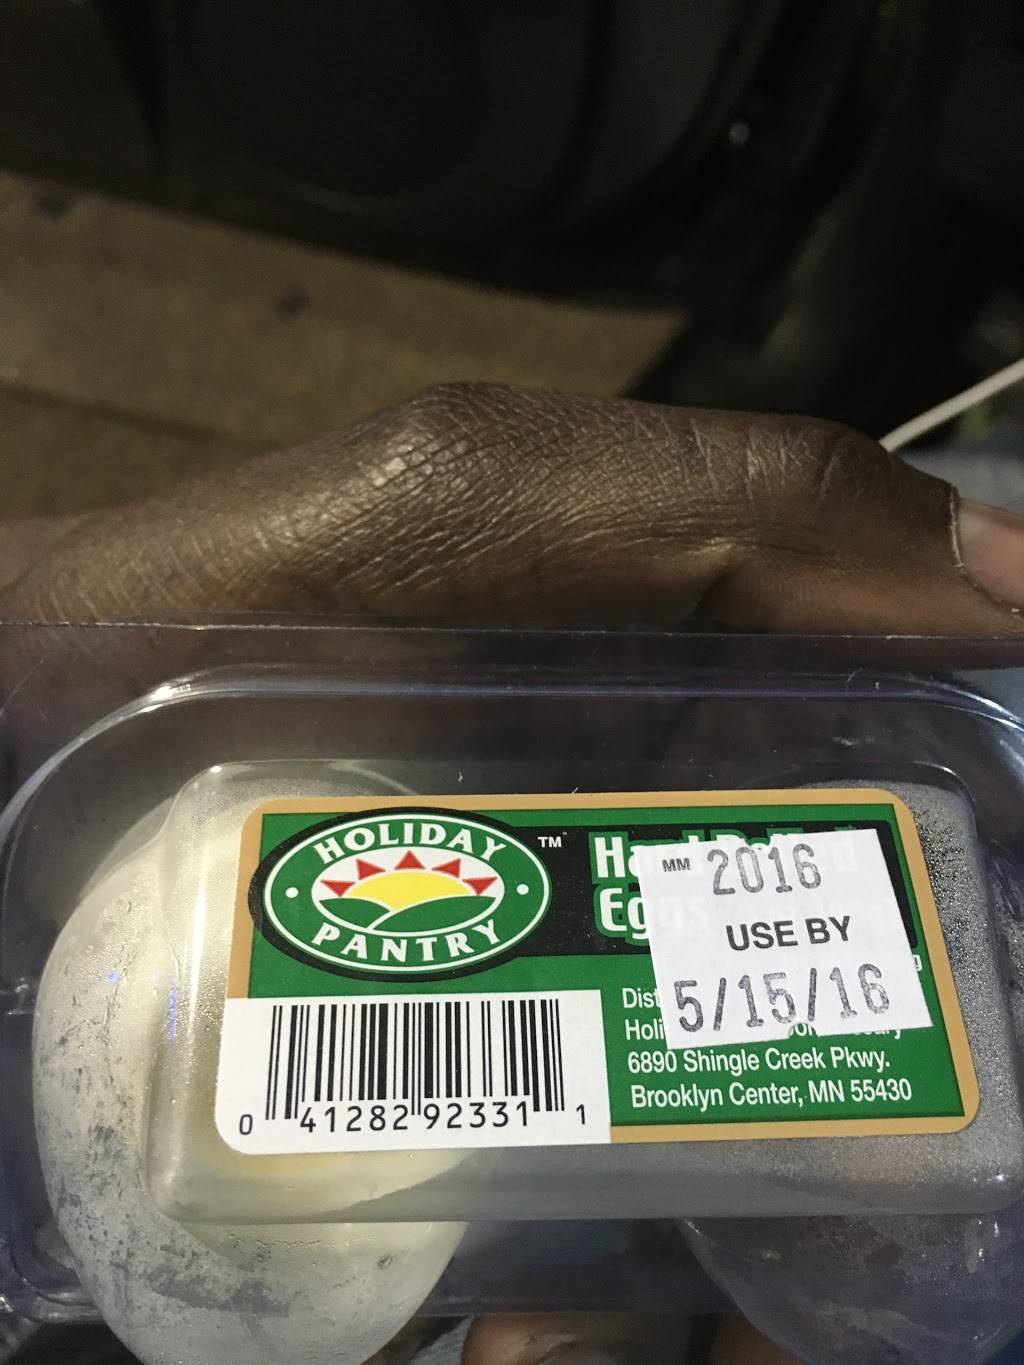 HOLIDAY
PANTRY
TM
Eggs
MM 2016
USE BY
5/15/16
6890 Shingle Creek Pkwy.
Brooklyn Center, MN 55430
0 41282 92331 1